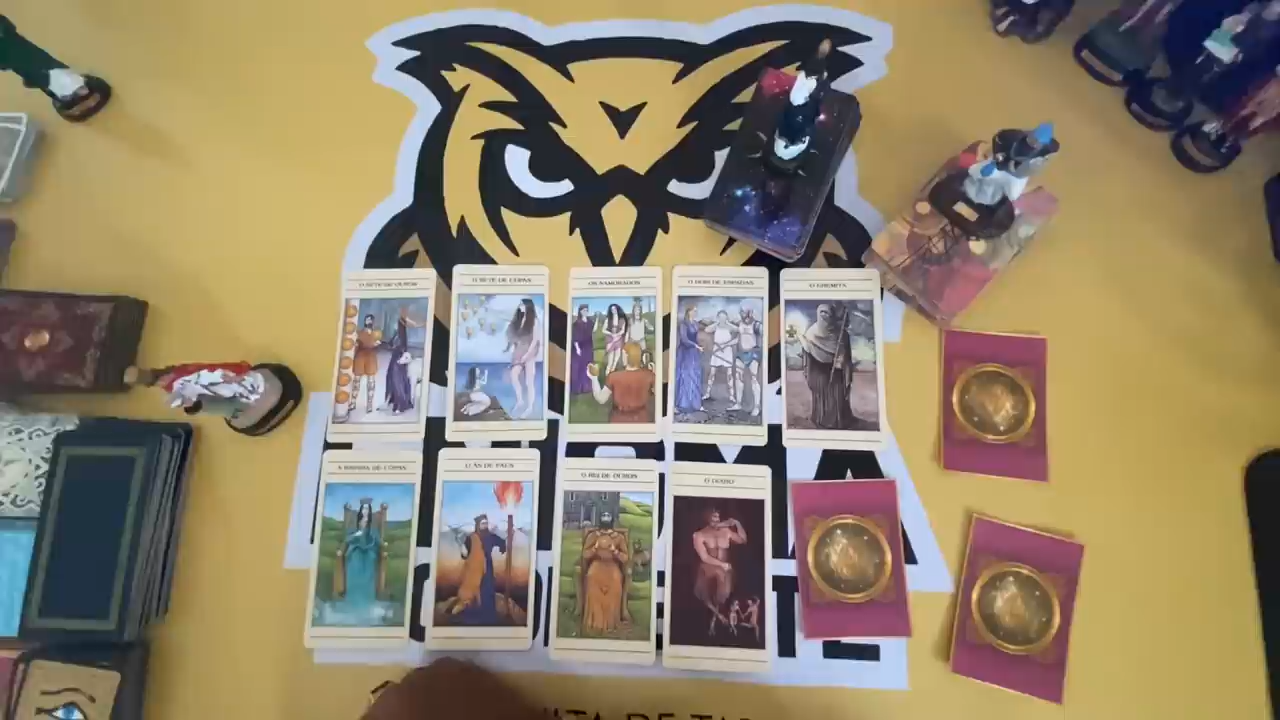 O SETE DE OUROS
O SETE DE COPAS
OS NAMORADOS
O DOIS DE ESPADAS
O EREMITA
A RAINHA DE COPAS
O ÁS DE PAUS
O REI DE OUROS
O DIABO
DE